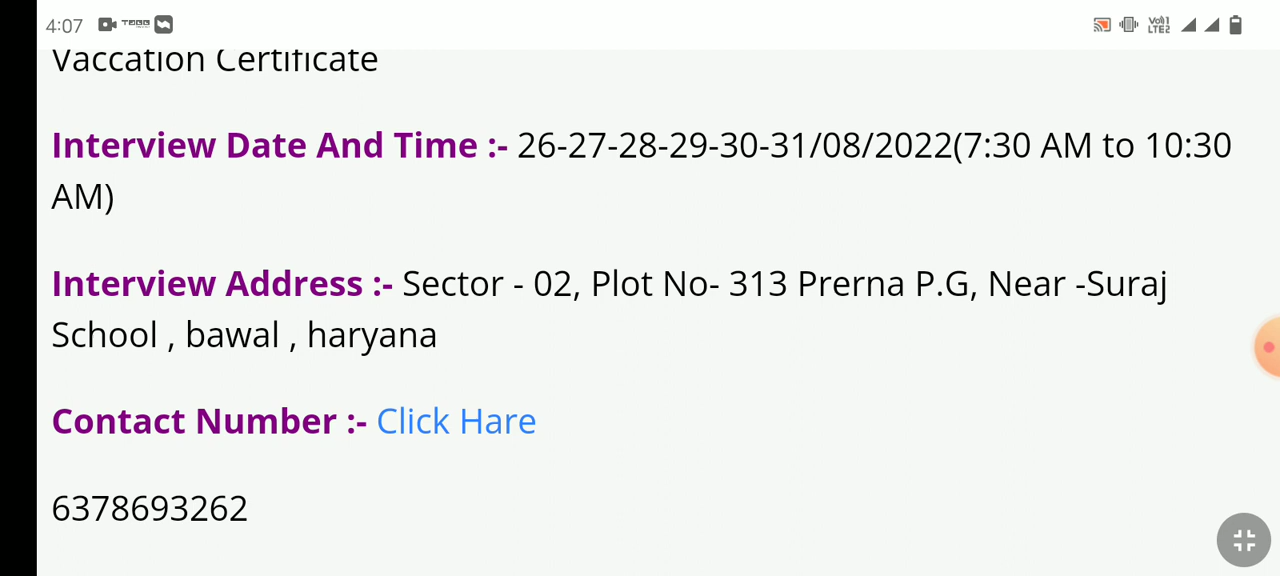 4:07
Vo1)
LTE2
Vaccation Certificate
Interview Date And Time :- 26-27-28-29-30-31/08/2022(7:30 AM to 10:30
AM)
Interview Address :- Sector - 02, Plot No- 313 Prerna P.G, Near -Suraj
School , bawal , haryana
Contact Number :- Click Hare
6378693262